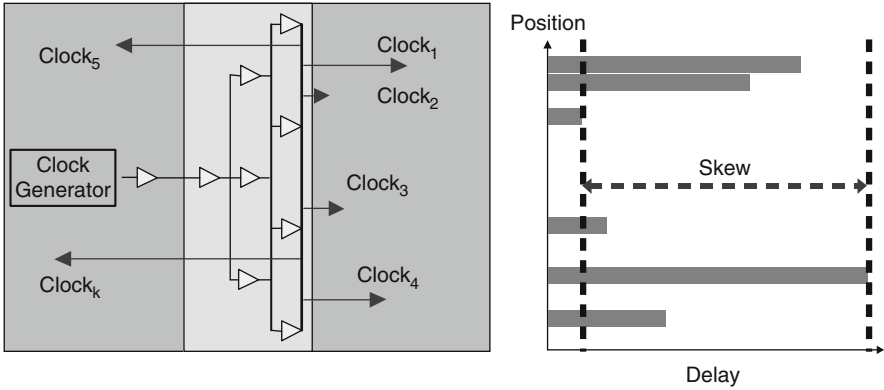 Clock₅
Clock₁
Clock₂
Clock
Generator
Clock₃
Clockₖ
Clock₄
Position
Skew
Delay